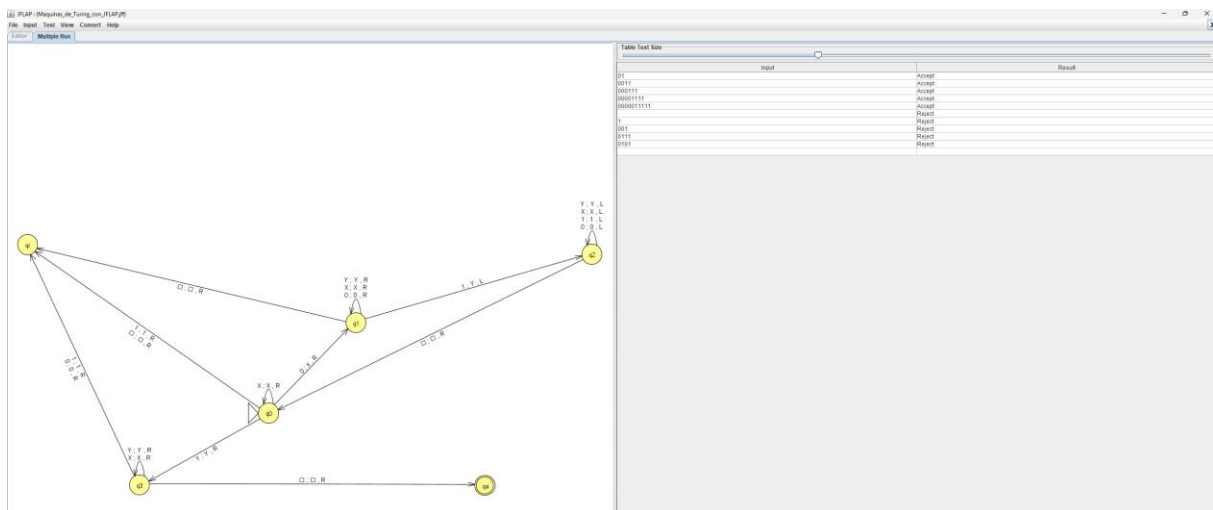 JFLAP : (Maquinas_de_Turing_con_JFLAP.jff)
File Input Test View Convert Help
Editor Multiple Run
Table Text Size
Input Result
01 Accept
0011 Accept
000111 Accept
00001111 Accept
0000011111 Accept
Reject
1 Reject
001 Reject
0111 Reject
0101 Reject
Y ; Y , L
X ; X , L
1 ; 1 , L
0 ; 0 , L
qr
q2
Y ; Y , R
X ; X , R
0 ; 0 , R
□ ; □ , R
1 ; Y , L
q1
1 ; 1 , R
□ ; □ , R
□ ; □ , R
1 ; 1 , R
0 ; 0 , R
0 ; X , R
X ; X , R
q0
Y ; Y , R
X ; X , R
Y ; Y , R
q3
□ ; □ , R
qa